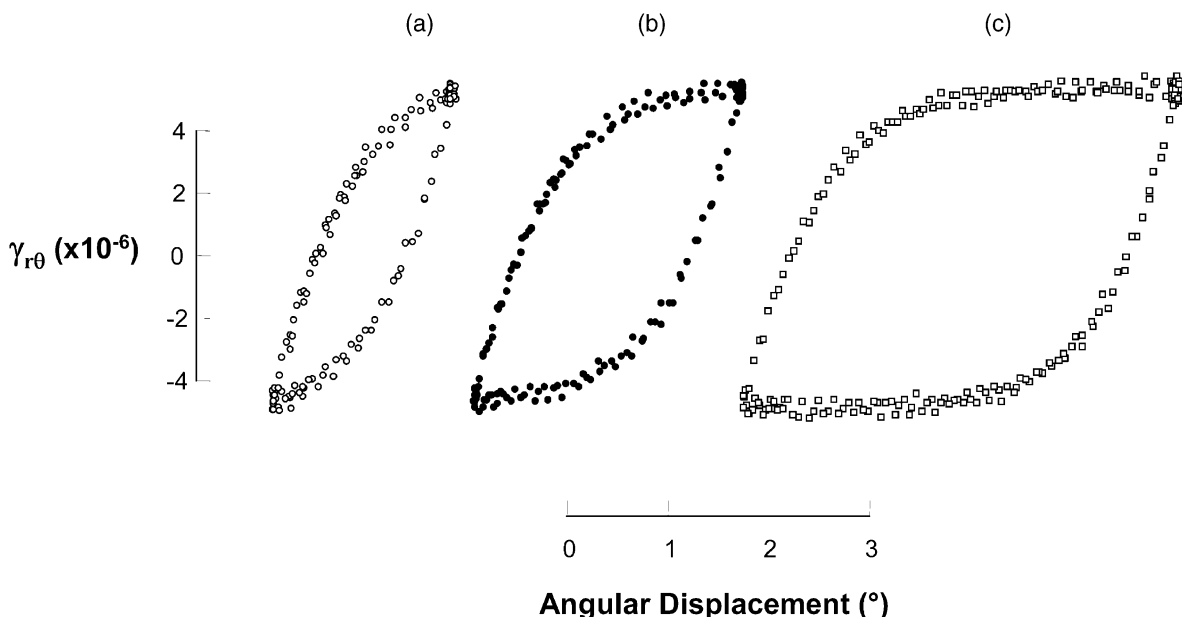 (a) (b) (c)
4
2
γrθ (x10-6)
0
-2
-4
0 1 2 3
Angular Displacement (°)